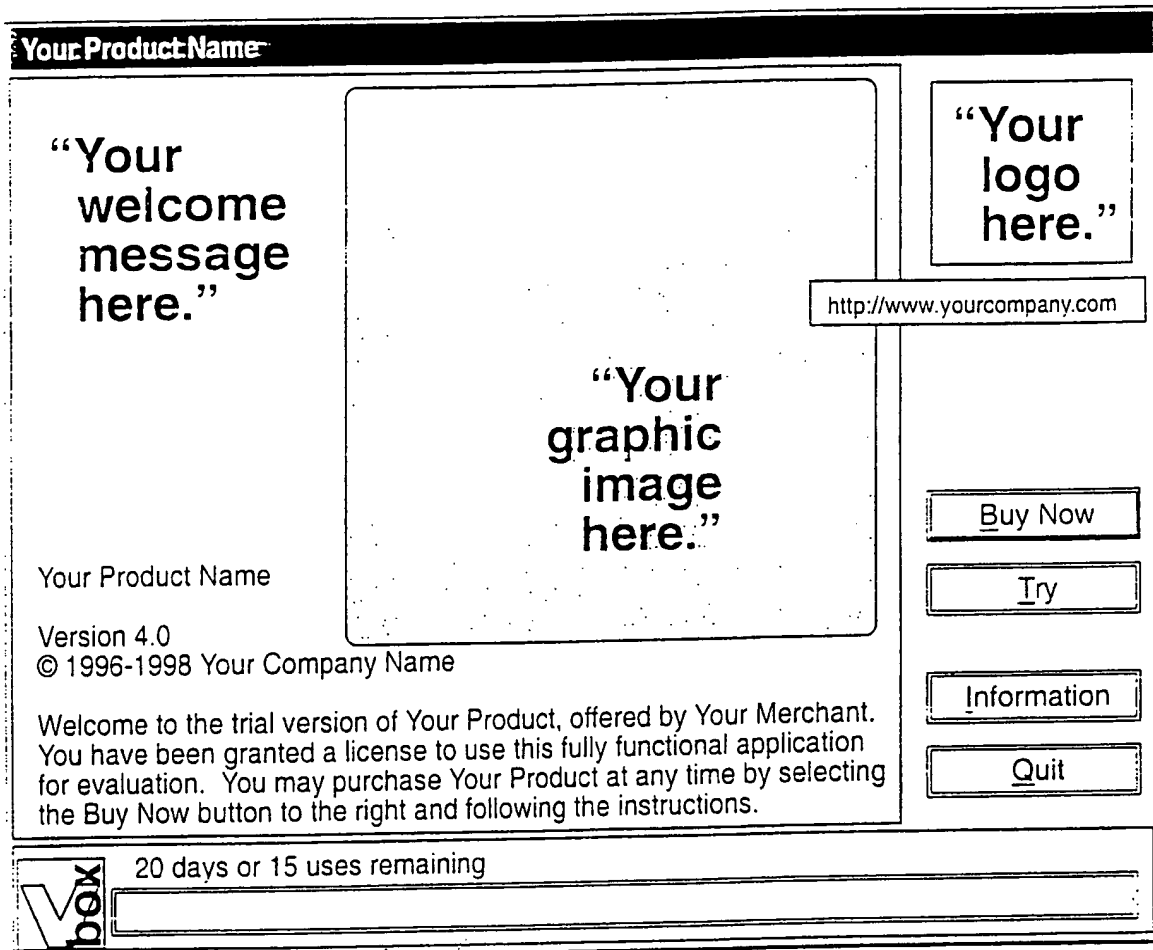 Your Product Name
“Your
welcome
message
here.”
“Your
graphic
image
here.”
“Your
logo
here.”
http://www.yourcompany.com
Buy Now
Try
Information
Quit
Your Product Name
Version 4.0
© 1996-1998 Your Company Name
Welcome to the trial version of Your Product, offered by Your Merchant.
You have been granted a license to use this fully functional application
for evaluation. You may purchase Your Product at any time by selecting
the Buy Now button to the right and following the instructions.
Vbox
20 days or 15 uses remaining